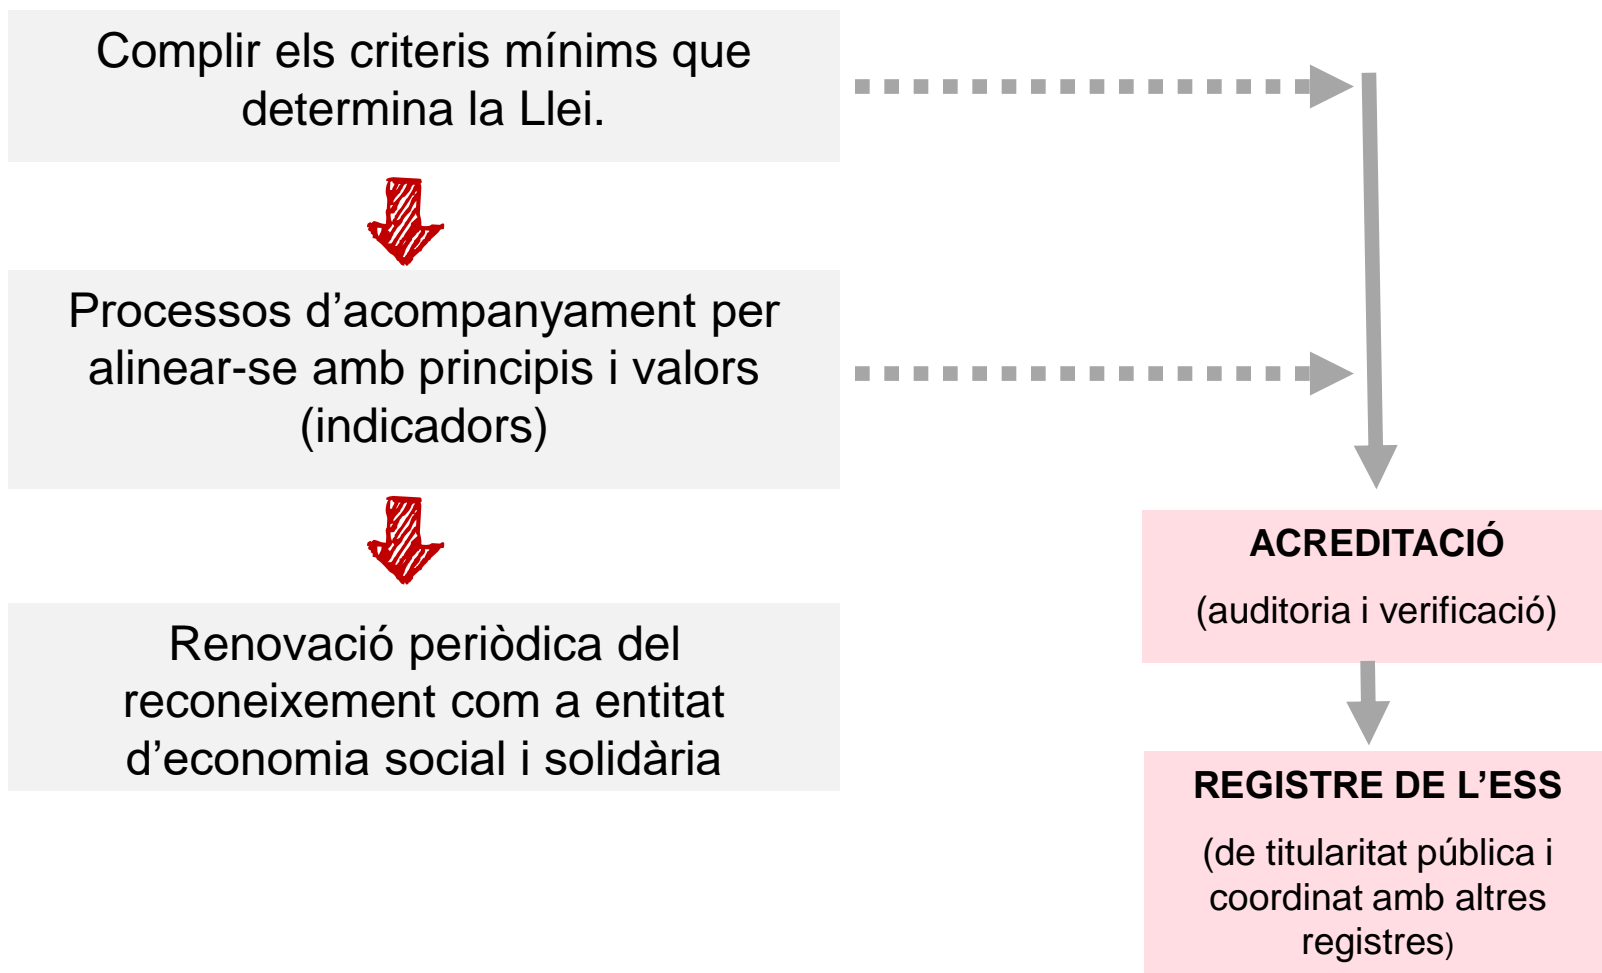 Complir els criteris mínims que
determina la Llei.
Processos d’acompanyament per
alinear-se amb principis i valors
(indicadors)
Renovació periòdica del
reconeixement com a entitat
d’economia social i solidària
ACREDITACIÓ
(auditoria i verificació)
REGISTRE DE L’ESS
(de titularitat pública i
coordinat amb altres
registres)